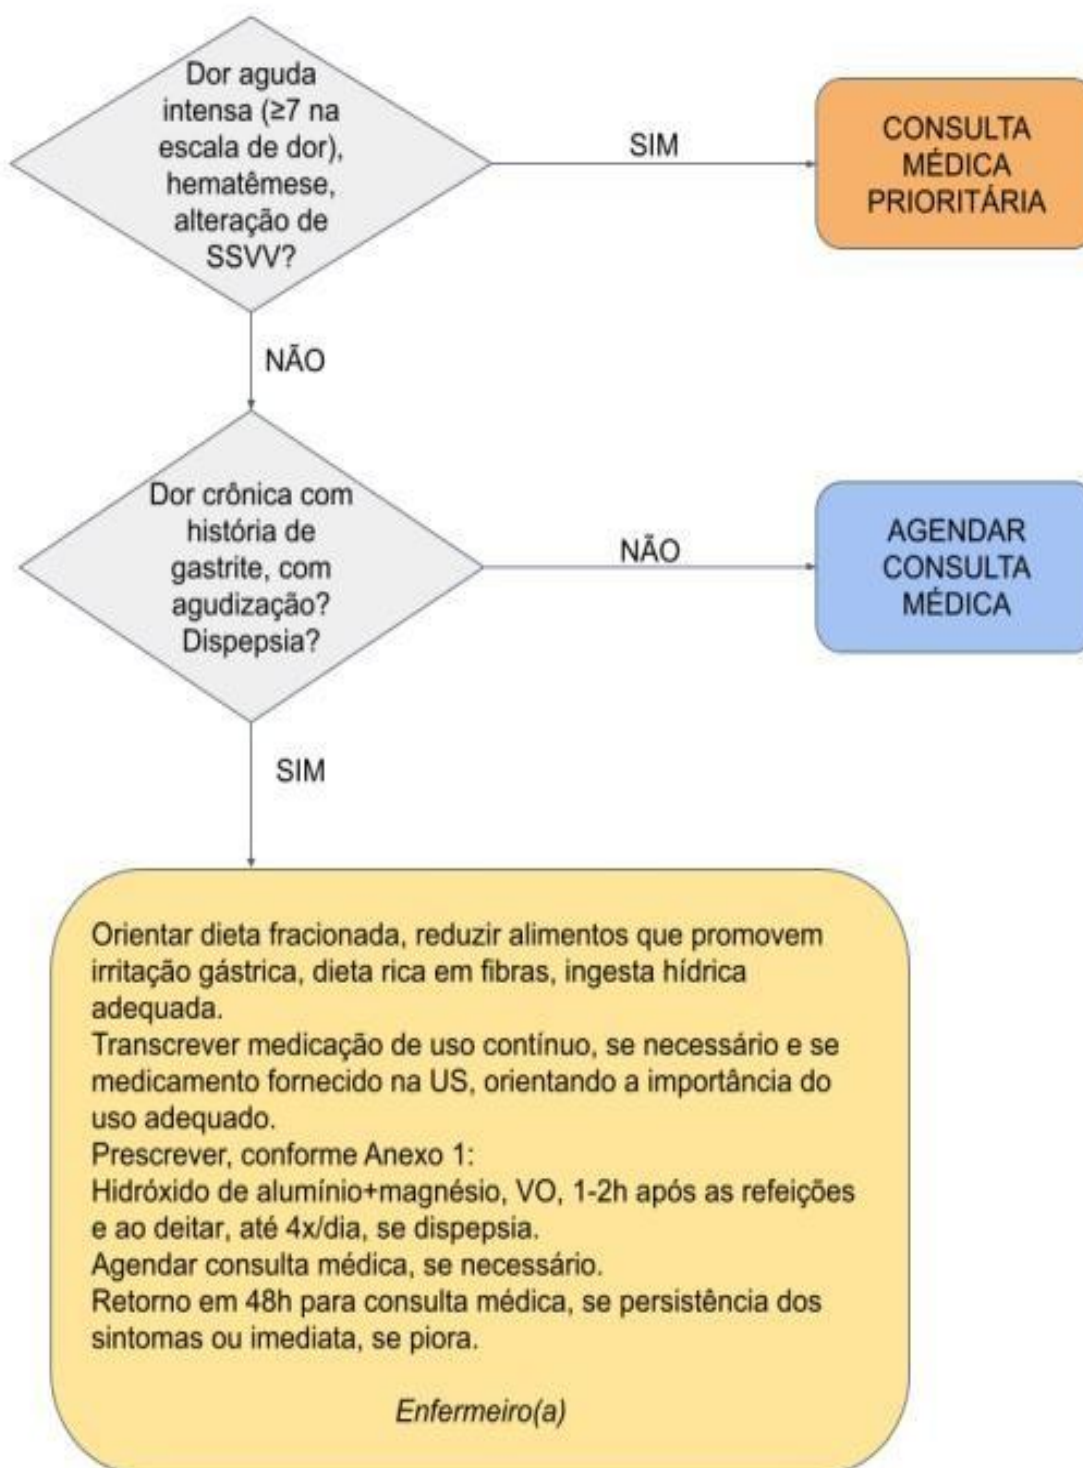 Dor aguda
intensa (≥7 na
escala de dor),
hematêmese,
alteração de
SSVV?
SIM
CONSULTA
MÉDICA
PRIORITÁRIA
NÃO
Dor crônica com
história de
gastrite, com
agudização?
Dispepsia?
NÃO
AGENDAR
CONSULTA
MÉDICA
SIM
Orientar dieta fracionada, reduzir alimentos que promovem
irritação gástrica, dieta rica em fibras, ingesta hídrica
adequada.
Transcrever medicação de uso contínuo, se necessário e se
medicamento fornecido na US, orientando a importância do
uso adequado.
Prescrever, conforme Anexo 1:
Hidróxido de alumínio+magnésio, VO, 1-2h após as refeições
e ao deitar, até 4x/dia, se dispepsia.
Agendar consulta médica, se necessário.
Retorno em 48h para consulta médica, se persistência dos
sintomas ou imediata, se piora.
Enfermeiro(a)